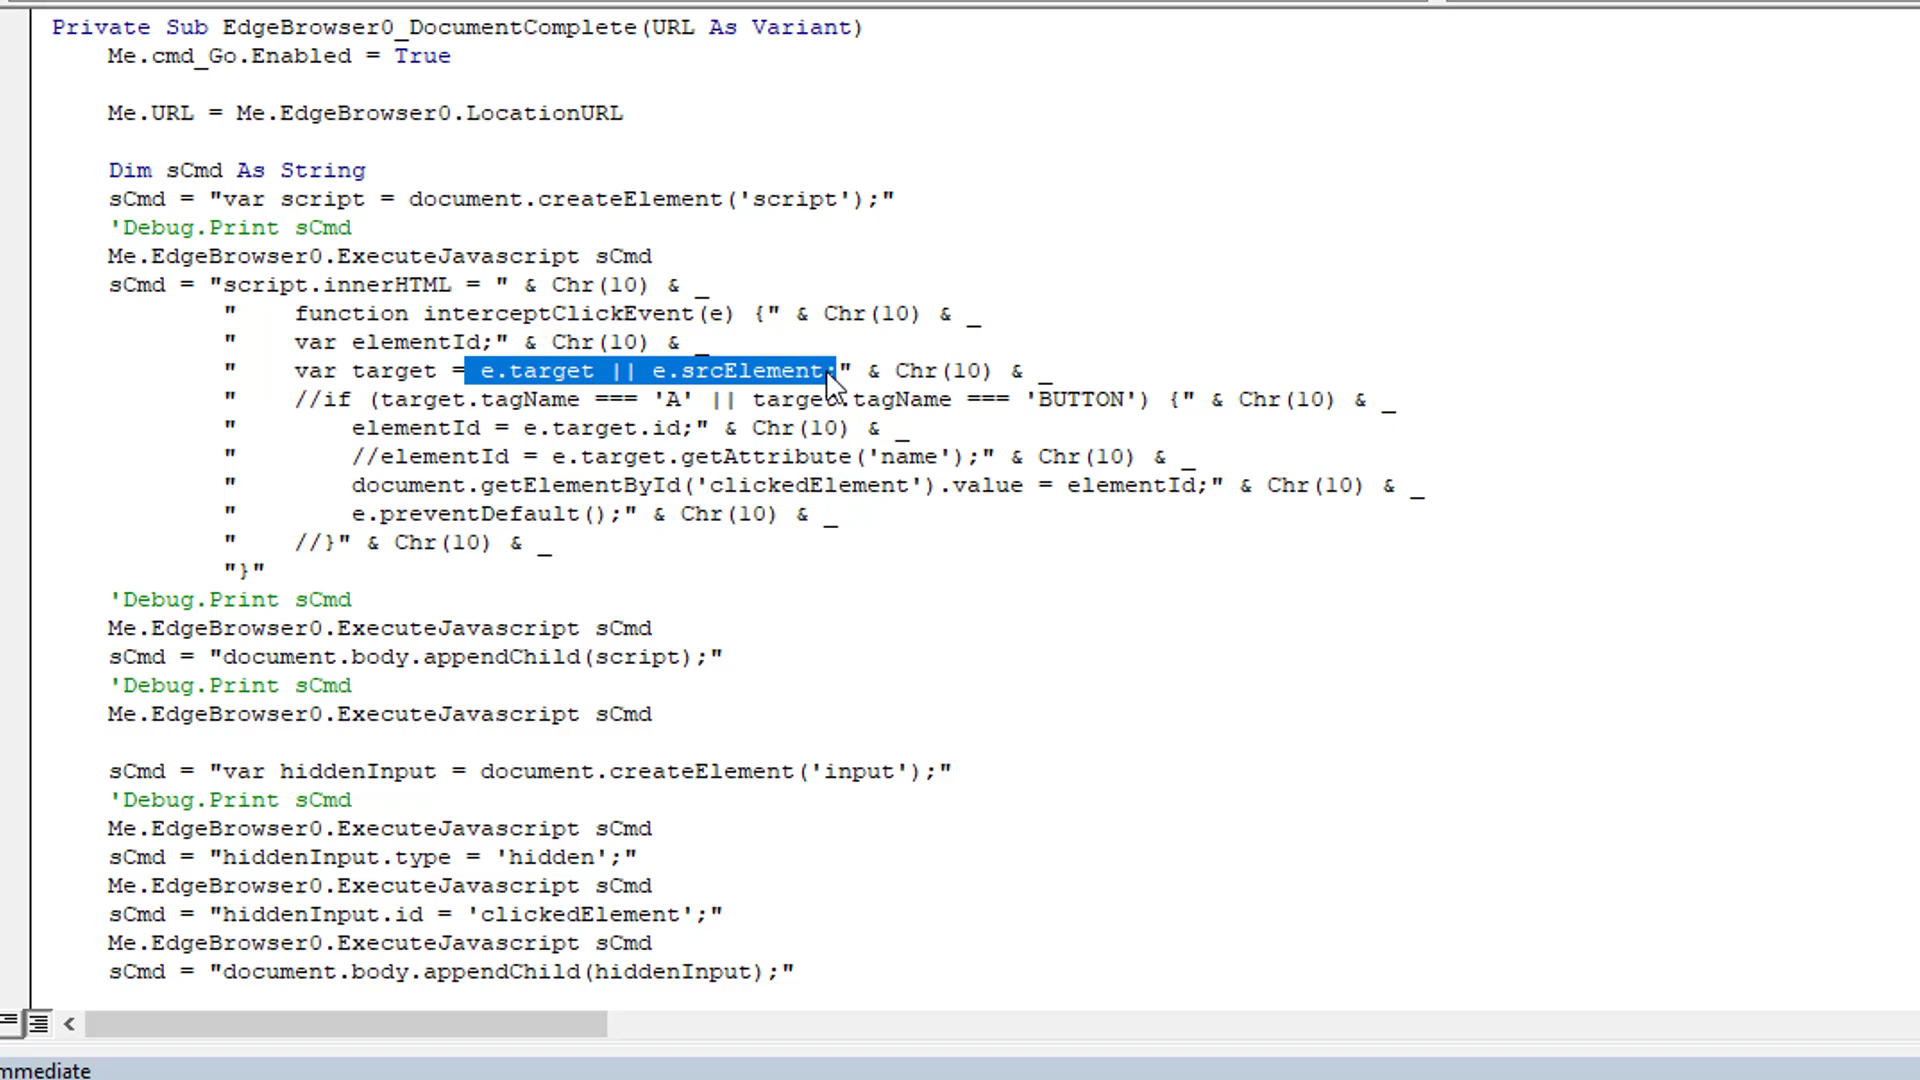 Private Sub EdgeBrowser0_DocumentComplete(URL As Variant)
Me.cmd_Go.Enabled = True
Me.URL = Me.EdgeBrowser0.LocationURL
Dim sCmd As String
sCmd = "var script = document.createElement('script');"
'Debug.Print sCmd
Me.EdgeBrowser0.ExecuteJavascript sCmd
sCmd = "script.innerHTML = " & Chr(10) & _
"    function interceptClickEvent(e) {" & Chr(10) & _
"    var elementId;" & Chr(10) & _
"    var target = e.target || e.srcElement;" & Chr(10) & _
"    //if (target.tagName === 'A' || target.tagName === 'BUTTON') {" & Chr(10) & _
"        elementId = e.target.id;" & Chr(10) & _
"        //elementId = e.target.getAttribute('name');" & Chr(10) & _
"        document.getElementById('clickedElement').value = elementId;" & Chr(10) & _
"        e.preventDefault();" & Chr(10) & _
"    //}" & Chr(10) & _
"}"
'Debug.Print sCmd
Me.EdgeBrowser0.ExecuteJavascript sCmd
sCmd = "document.body.appendChild(script);"
'Debug.Print sCmd
Me.EdgeBrowser0.ExecuteJavascript sCmd
sCmd = "var hiddenInput = document.createElement('input');"
'Debug.Print sCmd
Me.EdgeBrowser0.ExecuteJavascript sCmd
sCmd = "hiddenInput.type = 'hidden';"
Me.EdgeBrowser0.ExecuteJavascript sCmd
sCmd = "hiddenInput.id = 'clickedElement';"
Me.EdgeBrowser0.ExecuteJavascript sCmd
sCmd = "document.body.appendChild(hiddenInput);"
mmediate